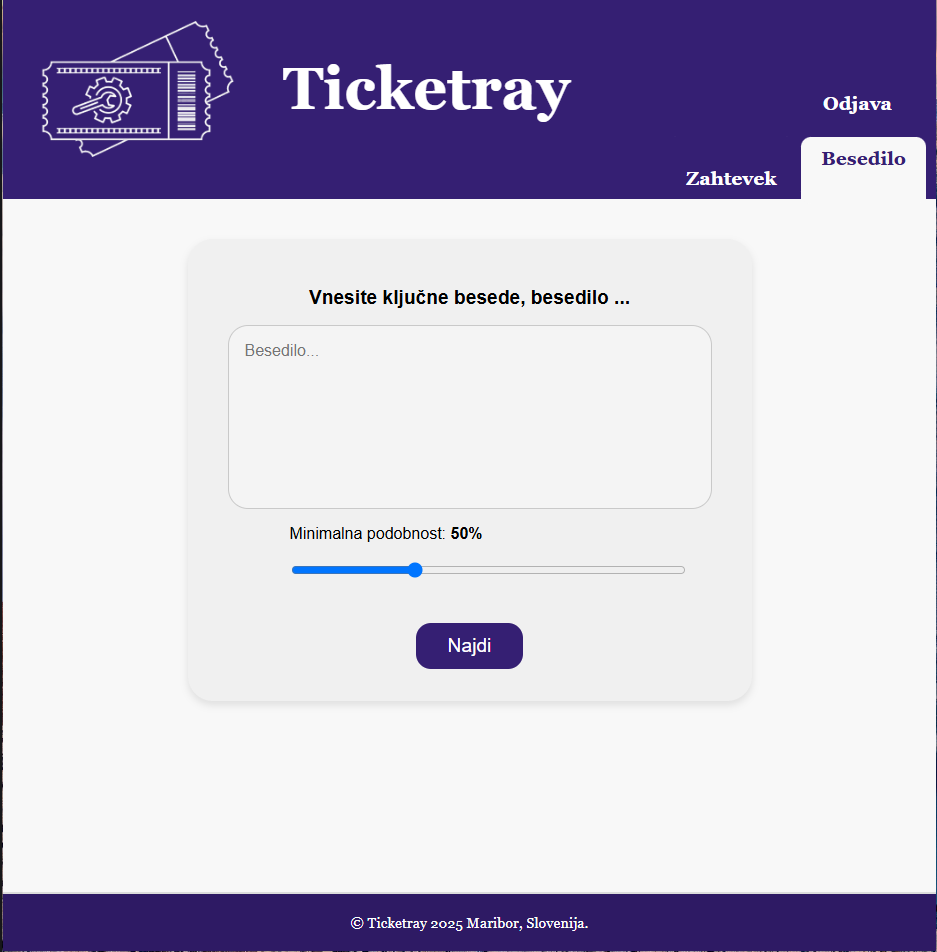 Ticketray
Odjava
Zahtevek
Besedilo
Vnesite ključne besede, besedilo ...
Besedilo...
Minimalna podobnost: 50%
Najdi
© Ticketray 2025 Maribor, Slovenija.